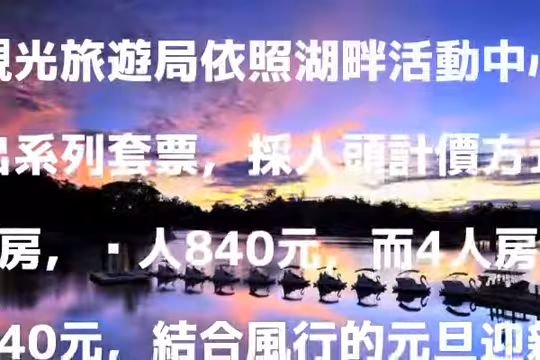 觀光旅遊局依照湖畔活動中心
出系列套票，採人頭計價方式
房，▪人840元，而4人房
40元，結合風行的元旦迎新